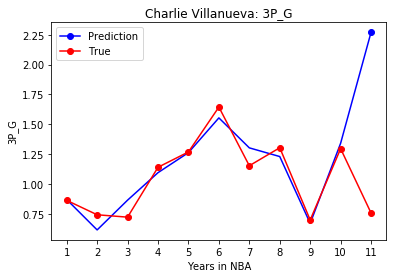 Charlie Villanueva: 3P_G
Prediction
True
3P_G
2.25
2.00
1.75
1.50
1.25
1.00
0.75
1 2 3 4 5 6 7 8 9 10 11
Years in NBA